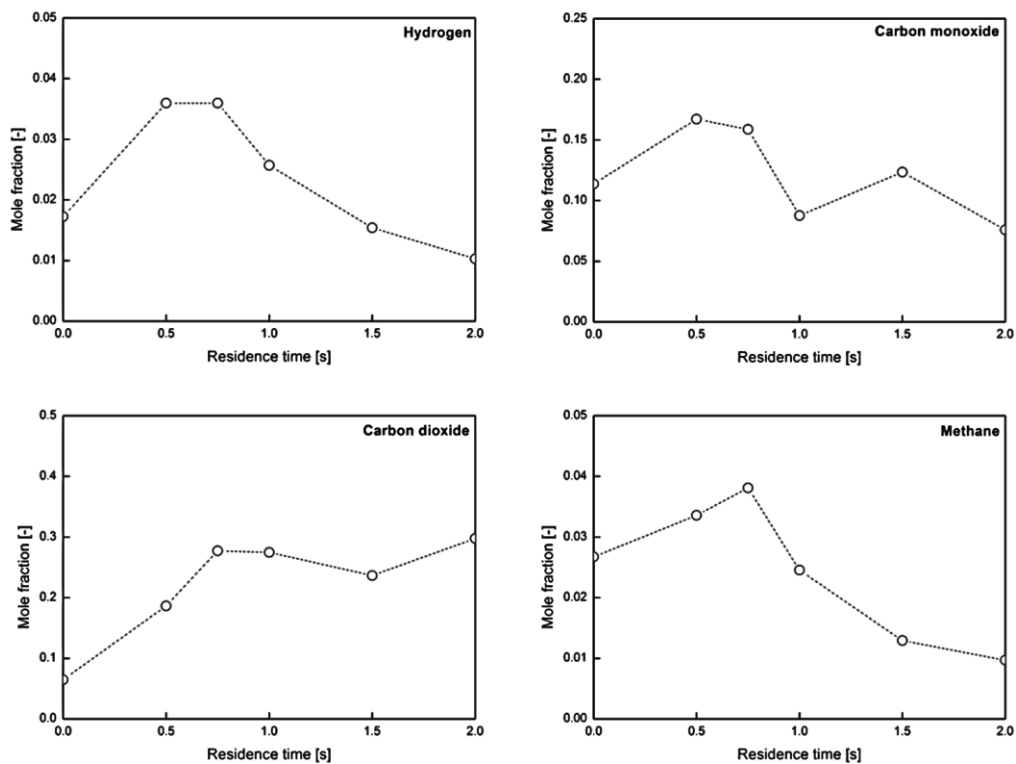 Hydrogen
0.05
0.04
0.03
0.02
0.01
0.00
Mole fraction [-]
0.0 0.5 1.0 1.5 2.0
Residence time [s]
Carbon monoxide
0.25
0.20
0.15
0.10
0.05
0.00
Mole fraction [-]
0.0 0.5 1.0 1.5 2.0
Residence time [s]
Carbon dioxide
0.5
0.4
0.3
0.2
0.1
0.0
Mole fraction [-]
0.0 0.5 1.0 1.5 2.0
Residence time [s]
Methane
0.05
0.04
0.03
0.02
0.01
0.00
Mole fraction [-]
0.0 0.5 1.0 1.5 2.0
Residence time [s]